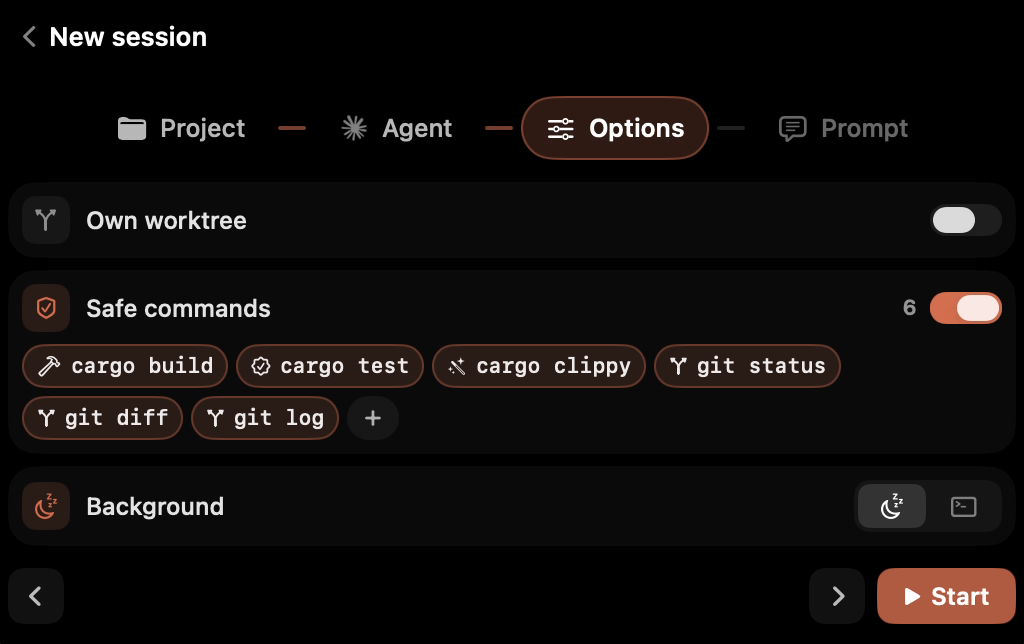 New session
Project Agent Options Prompt
Own worktree
Safe commands 6
cargo build cargo test cargo clippy git status
git diff git log +
Background
Start